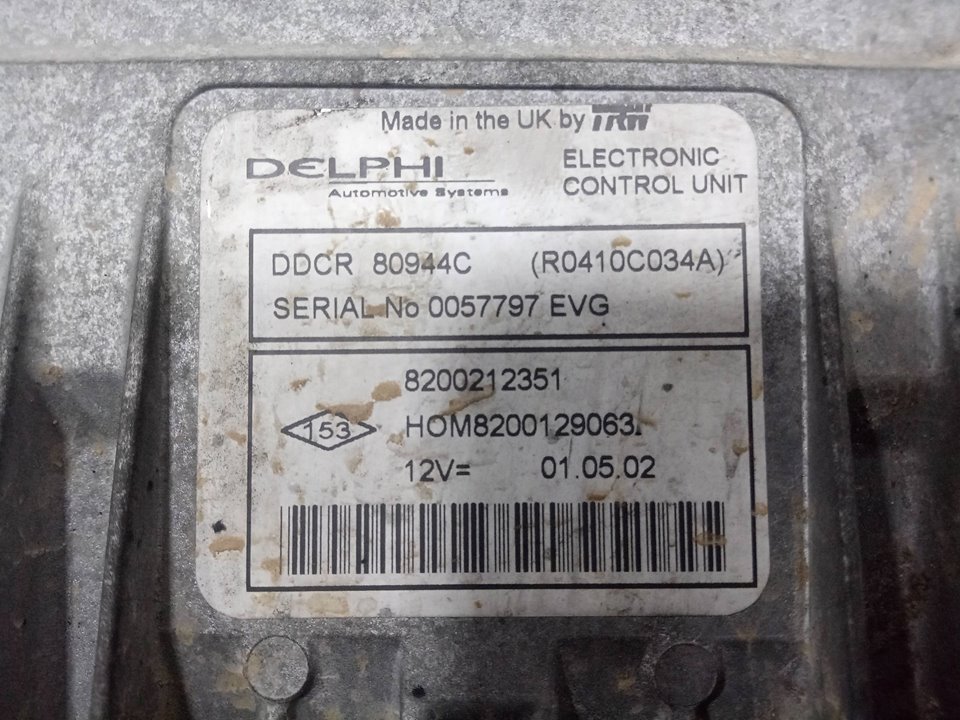 Made in the UK by TRW
DELPHI
Automotive Systems
ELECTRONIC
CONTROL UNIT
DDCR 80944C (R0410C034A)
SERIAL No 0057797 EVG
8200212351
153 HOM8200129063.
12V= 01.05.02